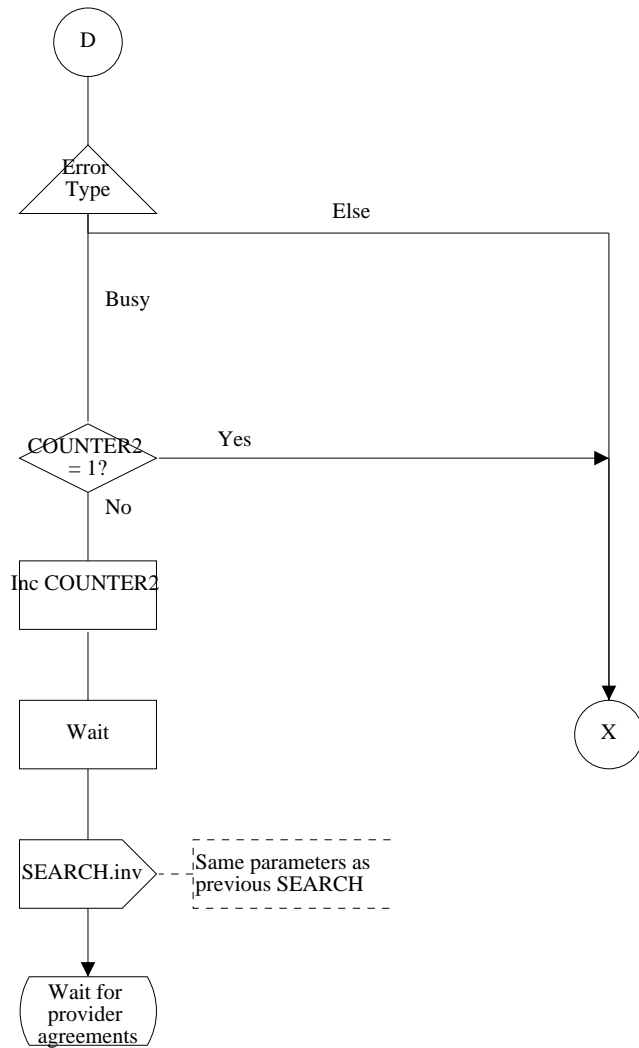 D
Error
Type
Else
Busy
COUNTER2
= 1?
Yes
No
Inc COUNTER2
Wait
X
SEARCH.inv
Same parameters as
previous SEARCH
Wait for
provider
agreements